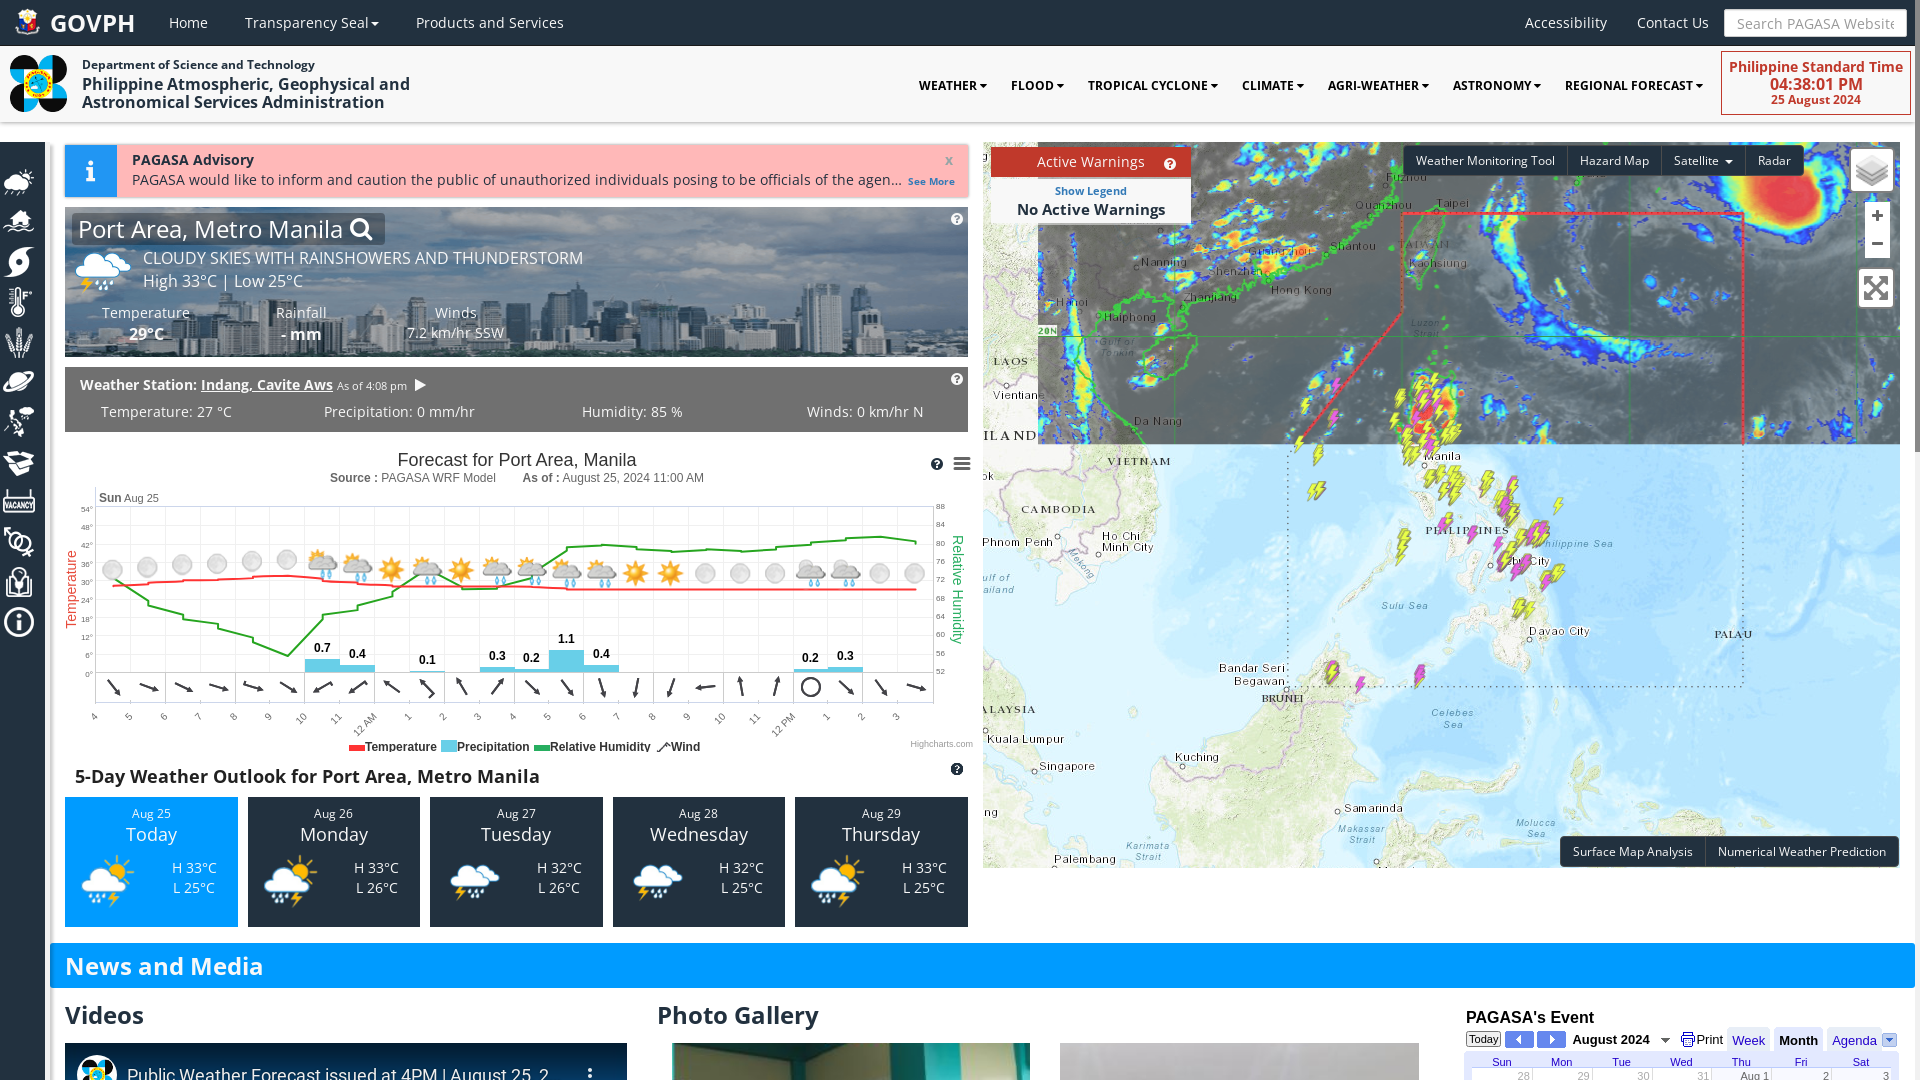 GOVPH
Home
Transparency Seal
Products and Services
Accessibility
Contact Us
Search PAGASA Website
Department of Science and Technology
Philippine Atmospheric, Geophysical and
Astronomical Services Administration
WEATHER
FLOOD
TROPICAL CYCLONE
CLIMATE
AGRI-WEATHER
ASTRONOMY
REGIONAL FORECAST
Philippine Standard Time
04:38:01 PM
25 August 2024
PAGASA Advisory
x
PAGASA would like to inform and caution the public of unauthorized individuals posing to be officials of the agen... See More
Port Area, Metro Manila
CLOUDY SKIES WITH RAINSHOWERS AND THUNDERSTORM
High 33°C | Low 25°C
Temperature
29°C
Rainfall
- mm
Winds
7.2 km/hr SSW
Weather Station: Indang, Cavite Aws As of 4:08 pm
Temperature: 27 °C
Precipitation: 0 mm/hr
Humidity: 85 %
Winds: 0 km/hr N
Forecast for Port Area, Manila
Source : PAGASA WRF Model As of : August 25, 2024 11:00 AM
Sun Aug 25
54°
48°
42°
36°
30°
24°
18°
12°
6°
0°
Temperature
88
84
80
76
72
68
64
60
56
52
Relative Humidity
0.7
0.4
0.1
0.3
0.2
1.1
0.4
0.2
0.3
4 5 6 7 8 9 10 11 12 AM 1 2 3 4 5 6 7 8 9 10 11 12 PM 1 2 3
Temperature Precipitation Relative Humidity Wind
Highcharts.com
5-Day Weather Outlook for Port Area, Metro Manila
Aug 25
Today
H 33°C
L 25°C
Aug 26
Monday
H 33°C
L 26°C
Aug 27
Tuesday
H 32°C
L 26°C
Aug 28
Wednesday
H 32°C
L 25°C
Aug 29
Thursday
H 33°C
L 25°C
Active Warnings
Show Legend
No Active Warnings
Weather Monitoring Tool
Hazard Map
Satellite
Radar
+
−
Fuzhou
Taipei
Quanzhou
TAIWAN
Shantou
Kaohsiung
Guangzhou
Nanning
Shenzhen
Hong Kong
Zhanjiang
Hanoi
Haiphong
20N
Gulf of
Tonkin
Luzon
Strait
LAOS
Vientiane
Da Nang
ILAND
VIETNAM
Manila
ok
CAMBODIA
Phnom Penh
Ho Chi
Minh City
Mekong
PHILIPPINES
Philippine Sea
Cebu City
ulf of
ailand
Sulu Sea
Davao City
PALAU
Bandar Seri
Begawan
BRUNEI
ALAYSIA
Celebes
Sea
Kuala Lumpur
Kuching
Singapore
Samarinda
ng
Makassar
Strait
Molucca
Sea
Karimata
Strait
Palembang
Surface Map Analysis
Numerical Weather Prediction
News and Media
Videos
Photo Gallery
Public Weather Forecast issued at 4PM | August 25, 2
PAGASA's Event
Today
August 2024
Print
Week
Month
Agenda
Sun Mon Tue Wed Thu Fri Sat
28 29 30 31 Aug 1 2 3